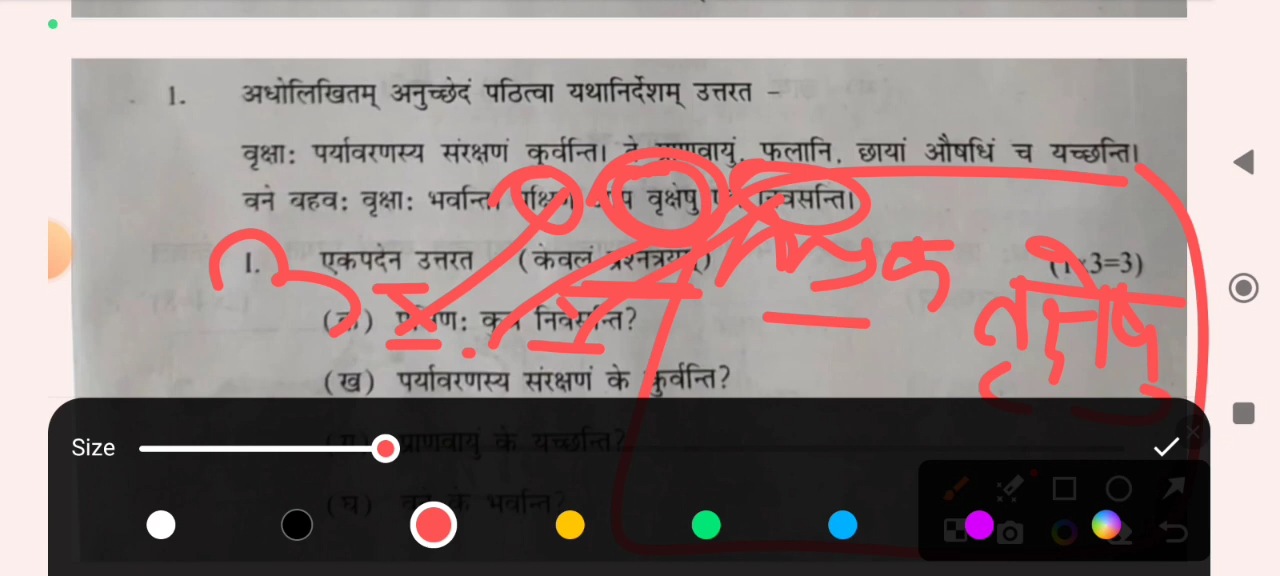 1. अधोलिखितम् अनुच्छेदं पठित्वा यथानिर्देशम् उत्तरत –
वृक्षाः पर्यावरणस्य संरक्षणं कुर्वन्ति। ते प्राणवायुं, फलानि, छायां औषधिं च यच्छन्ति।
वने बहवः वृक्षाः भवन्ति। वृक्षेषु निवसन्ति।
I. एकपदेन उत्तरत (केवलं प्रश्नत्रयम्) (1×3=3)
(क) पक्षिणः कुत्र निवसन्ति?
वृक्षेषु
(ख) पर्यावरणस्य संरक्षणं के कुर्वन्ति?
(ग) प्राणवायुं के यच्छन्ति?
(घ) के भवन्ति?
Size